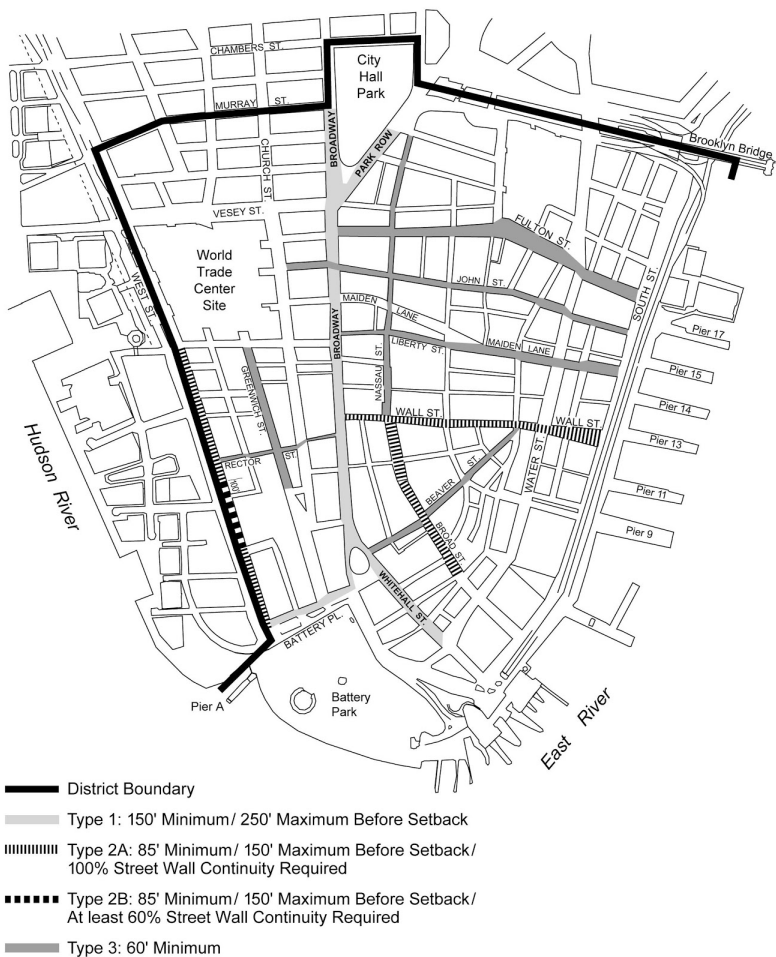 CHAMBERS ST.
City
Hall
Park
MURRAY ST.
BROADWAY
PARK ROW
Brooklyn Bridge
CHURCH ST.
VESEY ST.
FULTON ST.
World
Trade
Center
Site
WEST ST.
JOHN ST.
SOUTH ST.
MAIDEN LANE
Pier 17
BROADWAY
LIBERTY ST.
MAIDEN LANE
NASSAU ST.
Pier 15
GREENWICH ST.
WALL ST.
WALL ST.
Pier 14
Hudson River
RECTOR ST.
100'
BEAVER ST.
WATER ST.
Pier 13
Pier 11
BROAD ST.
Pier 9
WHITEHALL ST.
BATTERY PL.
Pier A
Battery
Park
East River
District Boundary
Type 1: 150' Minimum/ 250' Maximum Before Setback
Type 2A: 85' Minimum/ 150' Maximum Before Setback/
100% Street Wall Continuity Required
Type 2B: 85' Minimum/ 150' Maximum Before Setback/
At least 60% Street Wall Continuity Required
Type 3: 60' Minimum